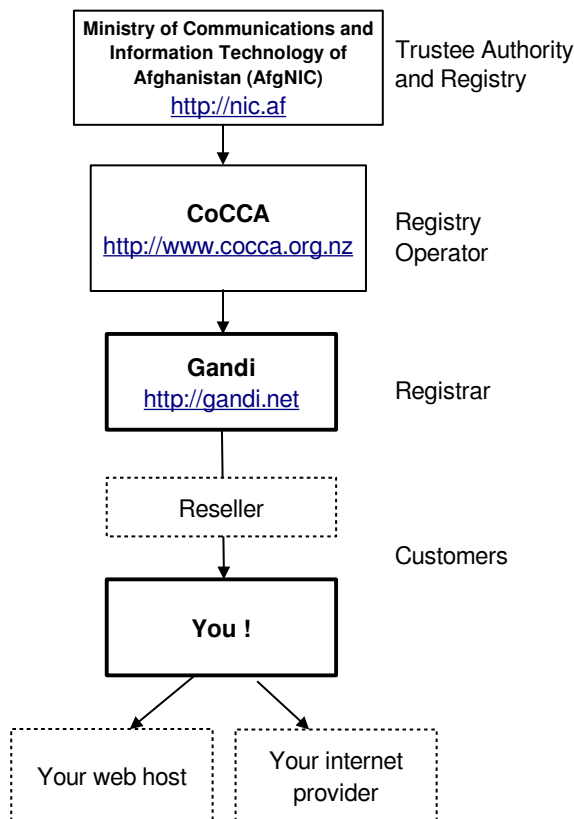 Ministry of Communications and
Information Technology of
Afghanistan (AfgNIC)
http://nic.af
Trustee Authority
and Registry
CoCCA
http://www.cocca.org.nz
Registry
Operator
Gandi
http://gandi.net
Registrar
Reseller
Customers
You !
Your web host
Your internet
provider